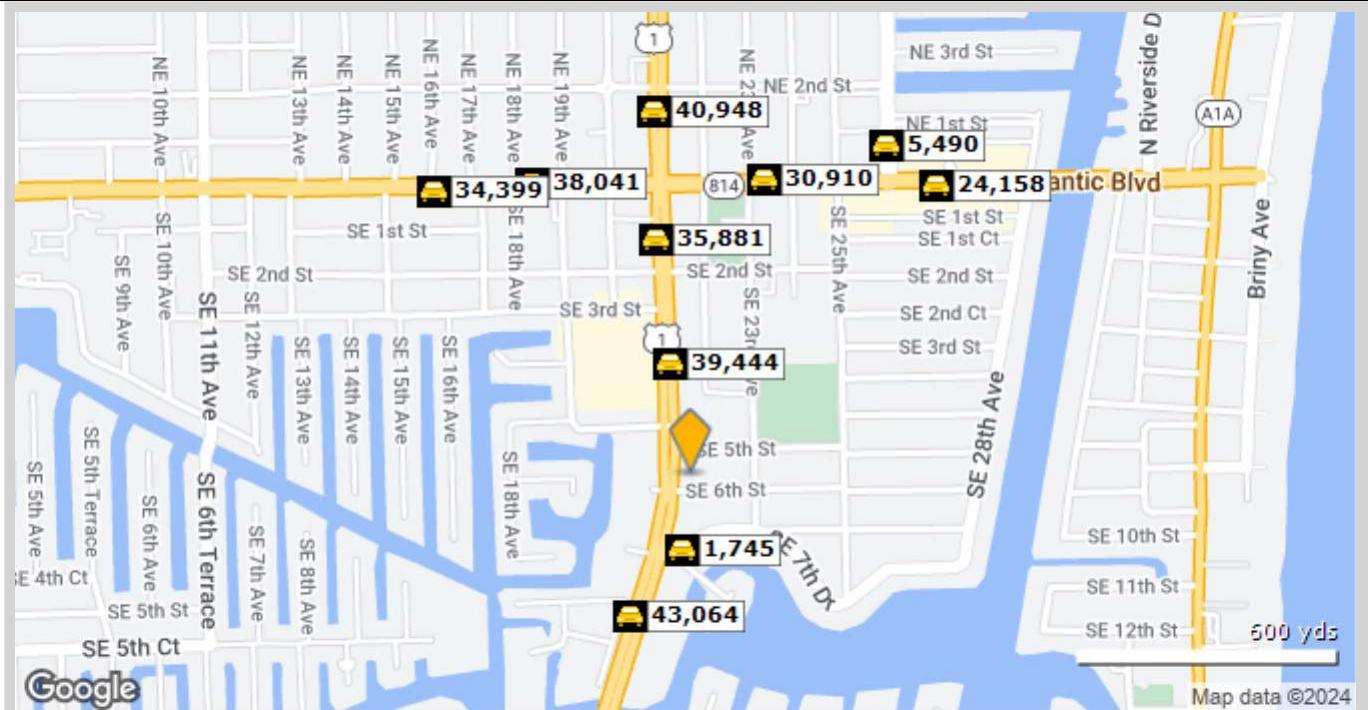 1
NE 3rd St
N Riverside D
NE 10th Ave
NE 13th Ave
NE 14th Ave
NE 15th Ave
NE 16th Ave
NE 17th Ave
NE 18th Ave
NE 19th Ave
NE 2nd St
40,948
A1A
NE 1st St
5,490
34,399
38,041
814
30,910
24,158
antic Blvd
SE 1st St
SE 1st St
SE 1st Ct
35,881
SE 10th Ave
SE 18th Ave
SE 25th Ave
Briny Ave
SE 9th Ave
SE 2nd St
SE 2nd St
SE 2nd St
SE 3rd St
SE 2nd Ct
SE 11th Ave
SE 12th Ave
SE 13th Ave
SE 14th Ave
SE 15th Ave
SE 16th Ave
1
SE 3rd St
39,444
SE 28th Ave
SE 5th St
SE 6th St
SE 5th Ave
SE 5th Terrace
SE 6th Ave
SE 6th Terrace
SE 7th Ave
SE 8th Ave
SE 18th Ave
1,745
SE 7th Dr
SE 10th St
SE 4th Ct
SE 11th St
SE 5th St
43,064
SE 12th St
600 yds
SE 5th Ct
Google
Map data ©2024